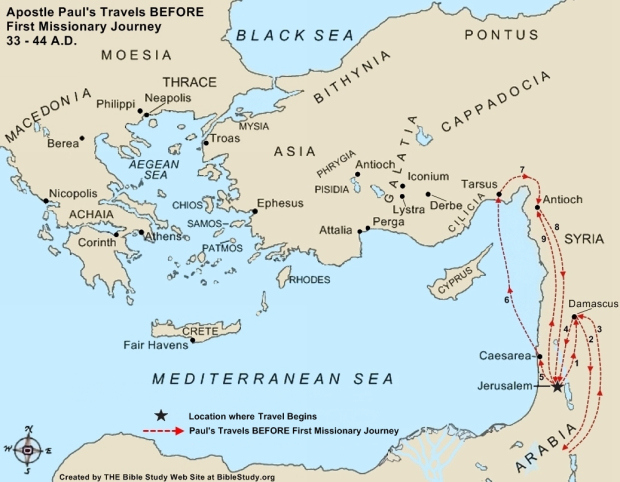 Apostle Paul's Travels BEFORE
First Missionary Journey
33 - 44 A.D.
BLACK SEA
PONTUS
MOESIA
THRACE
BITHYNIA
MACEDONIA
Philippi
Neapolis
CAPPADOCIA
MYSIA
Troas
Berea
ASIA
GALATIA
AEGEAN
SEA
PHRYGIA
Antioch
PISIDIA
Iconium
Tarsus
7
Nicopolis
CHIOS
Ephesus
Lystra
Derbe
CILICIA
Antioch
ACHAIA
SAMOS
Perga
Attalia
8
9
SYRIA
Corinth
Athens
PATMOS
RHODES
CYPRUS
6
Damascus
CRETE
Fair Havens
4
3
2
1
Caesarea
5
Jerusalem
MEDITERRANEAN SEA
ARABIA
Location where Travel Begins
Paul's Travels BEFORE First Missionary Journey
N
W
E
S
Created by THE Bible Study Web Site at BibleStudy.org